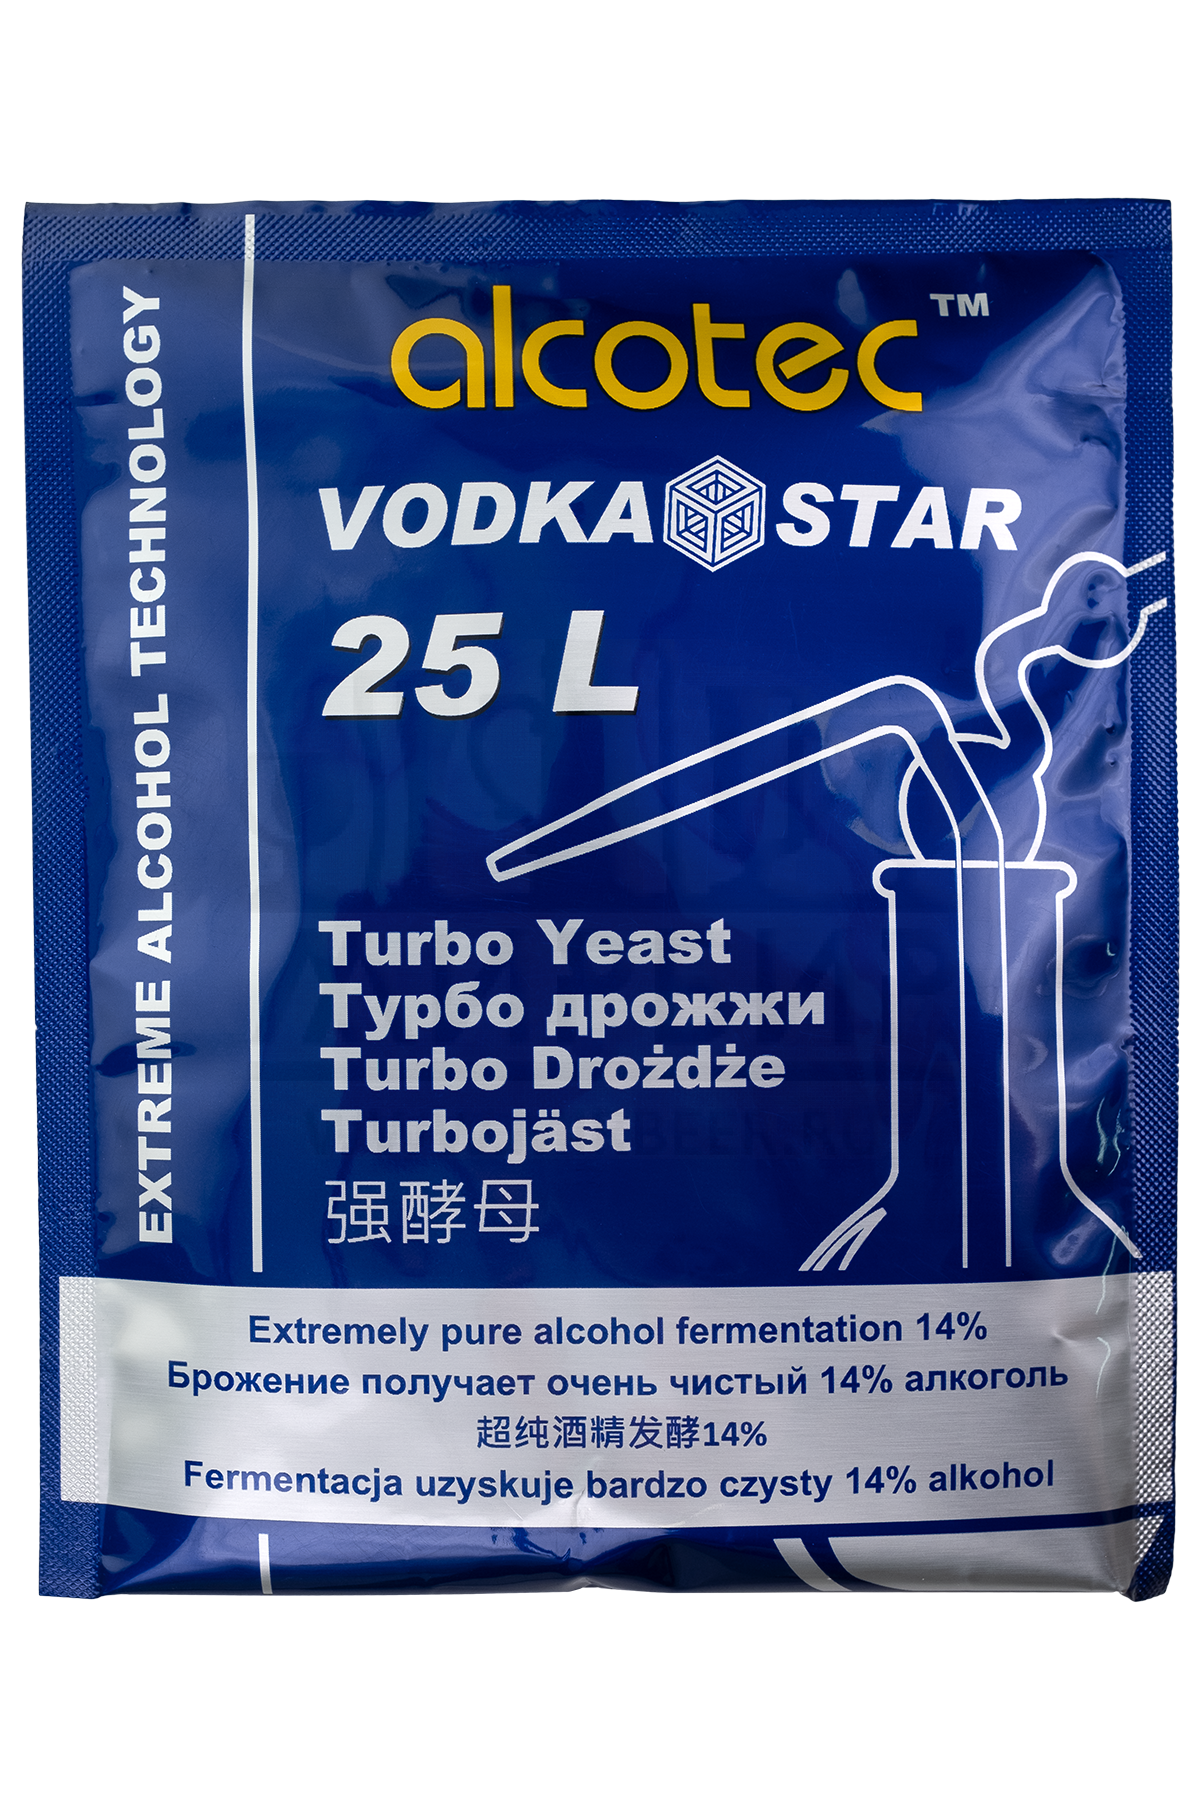 EXTREME ALCOHOL TECHNOLOGY
alcotec™
VODKA STAR
25 L
Turbo Yeast
Турбо дрожжи
Turbo Drożdże
Turbojäst
强酵母
Extremely pure alcohol fermentation 14%
Брожение получает очень чистый 14% алкоголь
超纯酒精发酵14%
Fermentacja uzyskuje bardzo czysty 14% alkohol